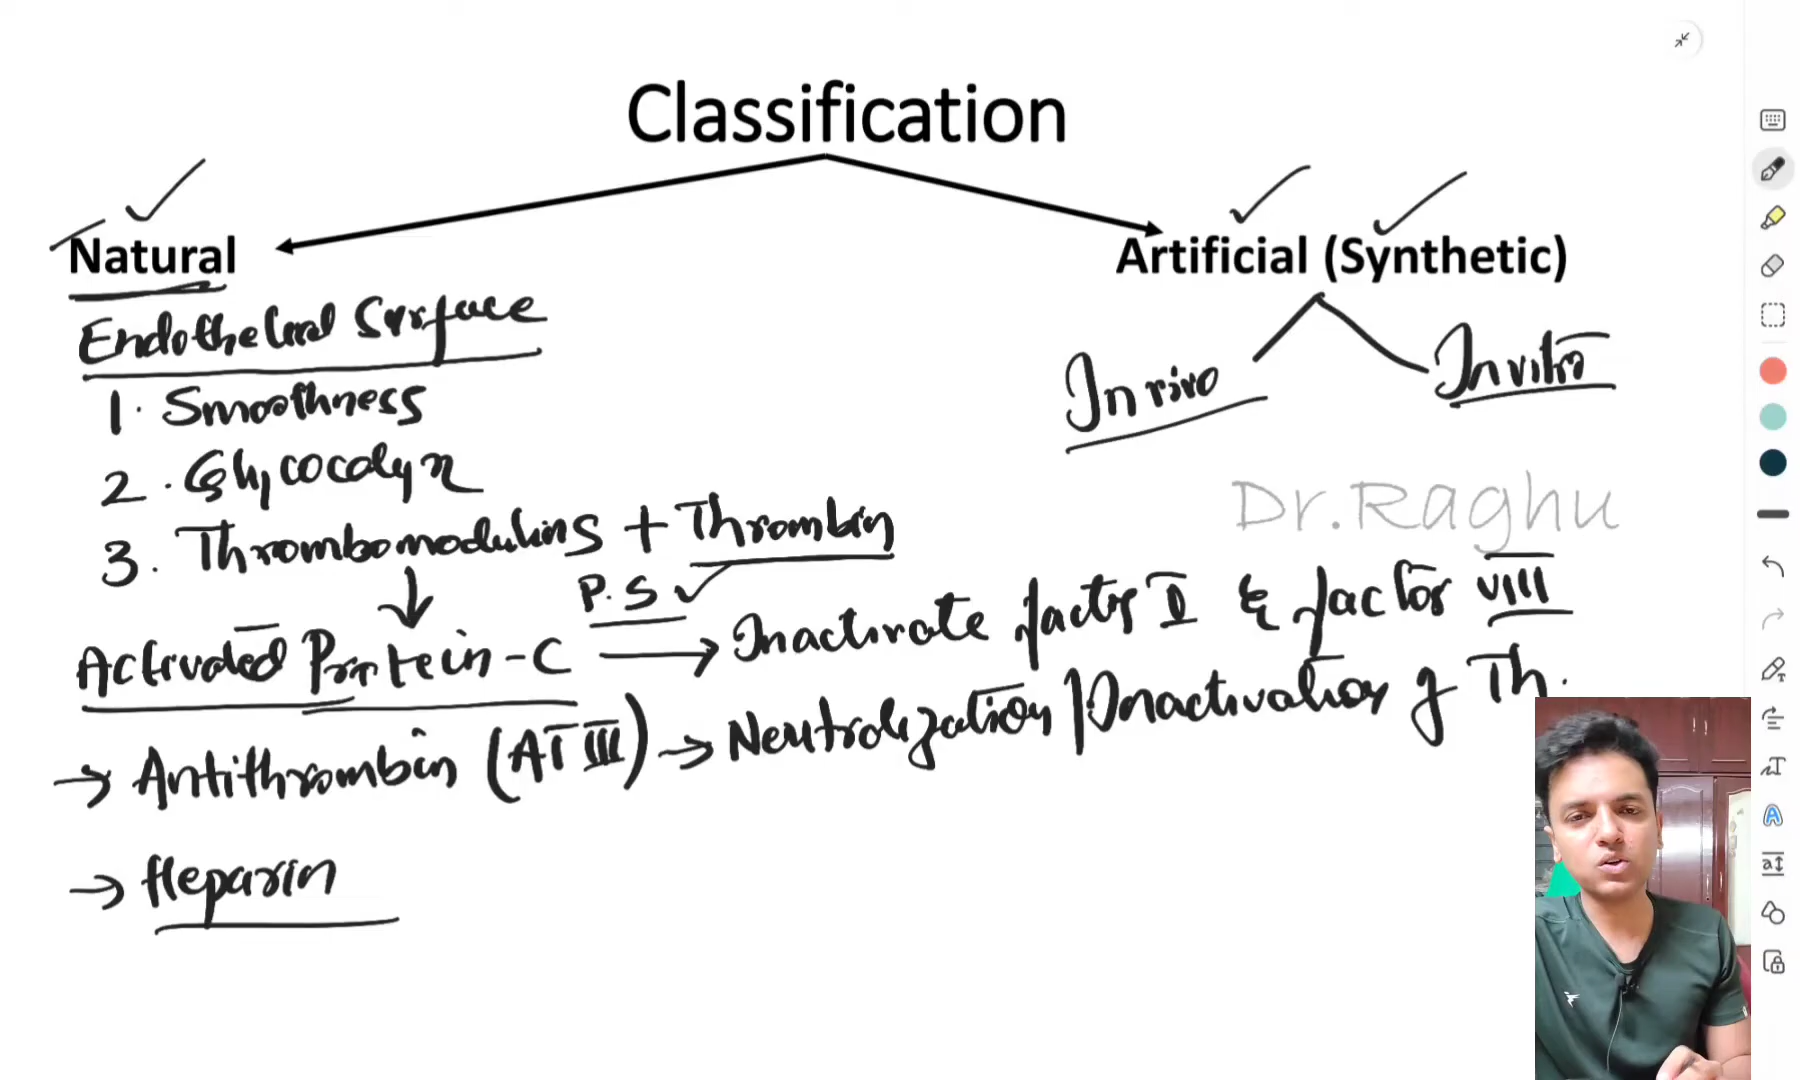 Classification
Natural
Artificial (Synthetic)
Endothelial Surface
In vivo
In vitro
1. Smoothness
2. Glycocalyx
3. Thrombomodulins + Thrombin
Dr.Raghu
P.S
Activated Protein-C → Inactivate factor V & factor VIII
→ Antithrombin (AT III) → Neutralization / Inactivation of Th.
→ Heparin